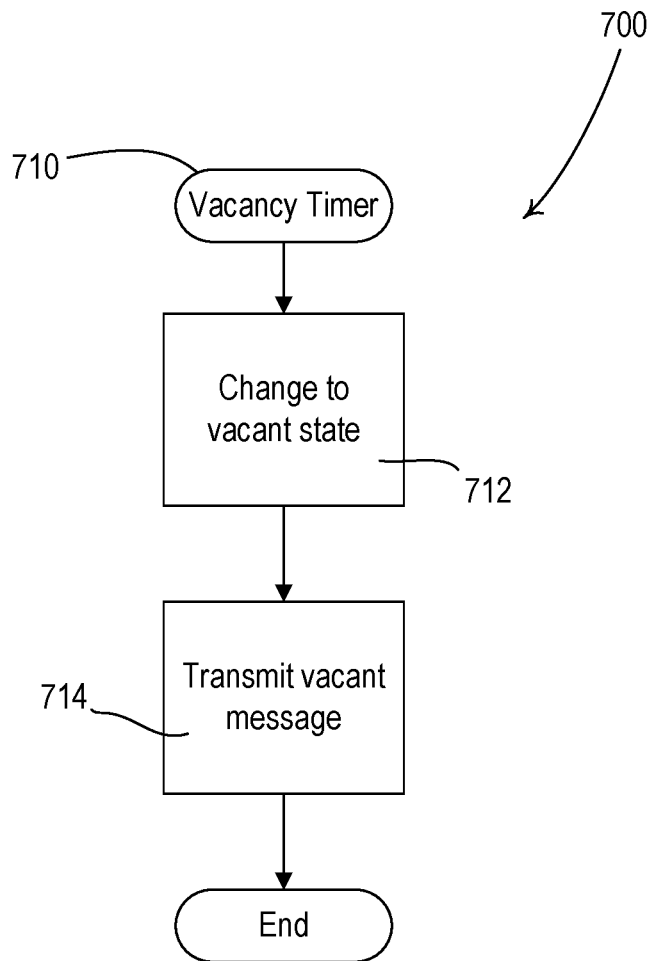 700
710
Vacancy Timer
Change to
vacant state
712
Transmit vacant
message
714
End